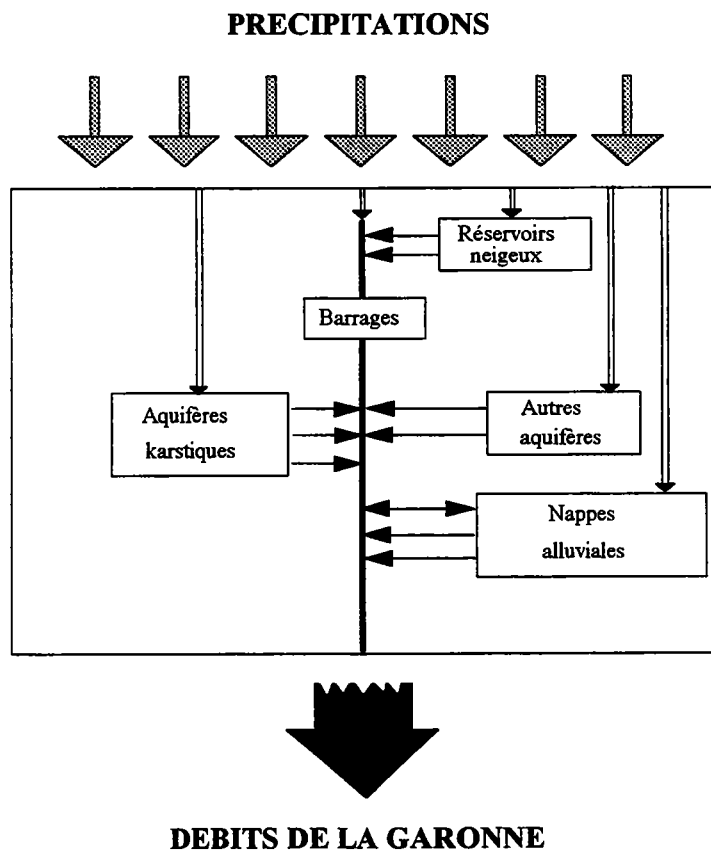 PRECIPITATIONS
Réservoirs
neigeux
Barrages
Aquifères
karstiques
Autres
aquifères
Nappes
alluviales
DEBITS DE LA GARONNE